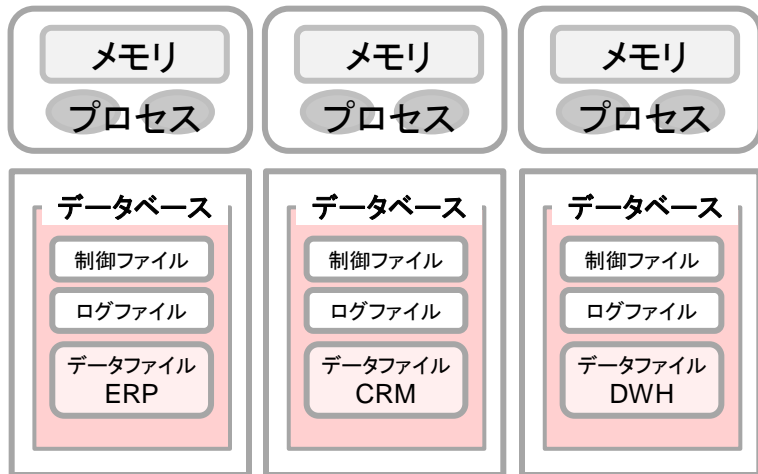 メモリ
プロセス
メモリ
プロセス
メモリ
プロセス
データベース
制御ファイル
ログファイル
データファイル
ERP
データベース
制御ファイル
ログファイル
データファイル
CRM
データベース
制御ファイル
ログファイル
データファイル
DWH